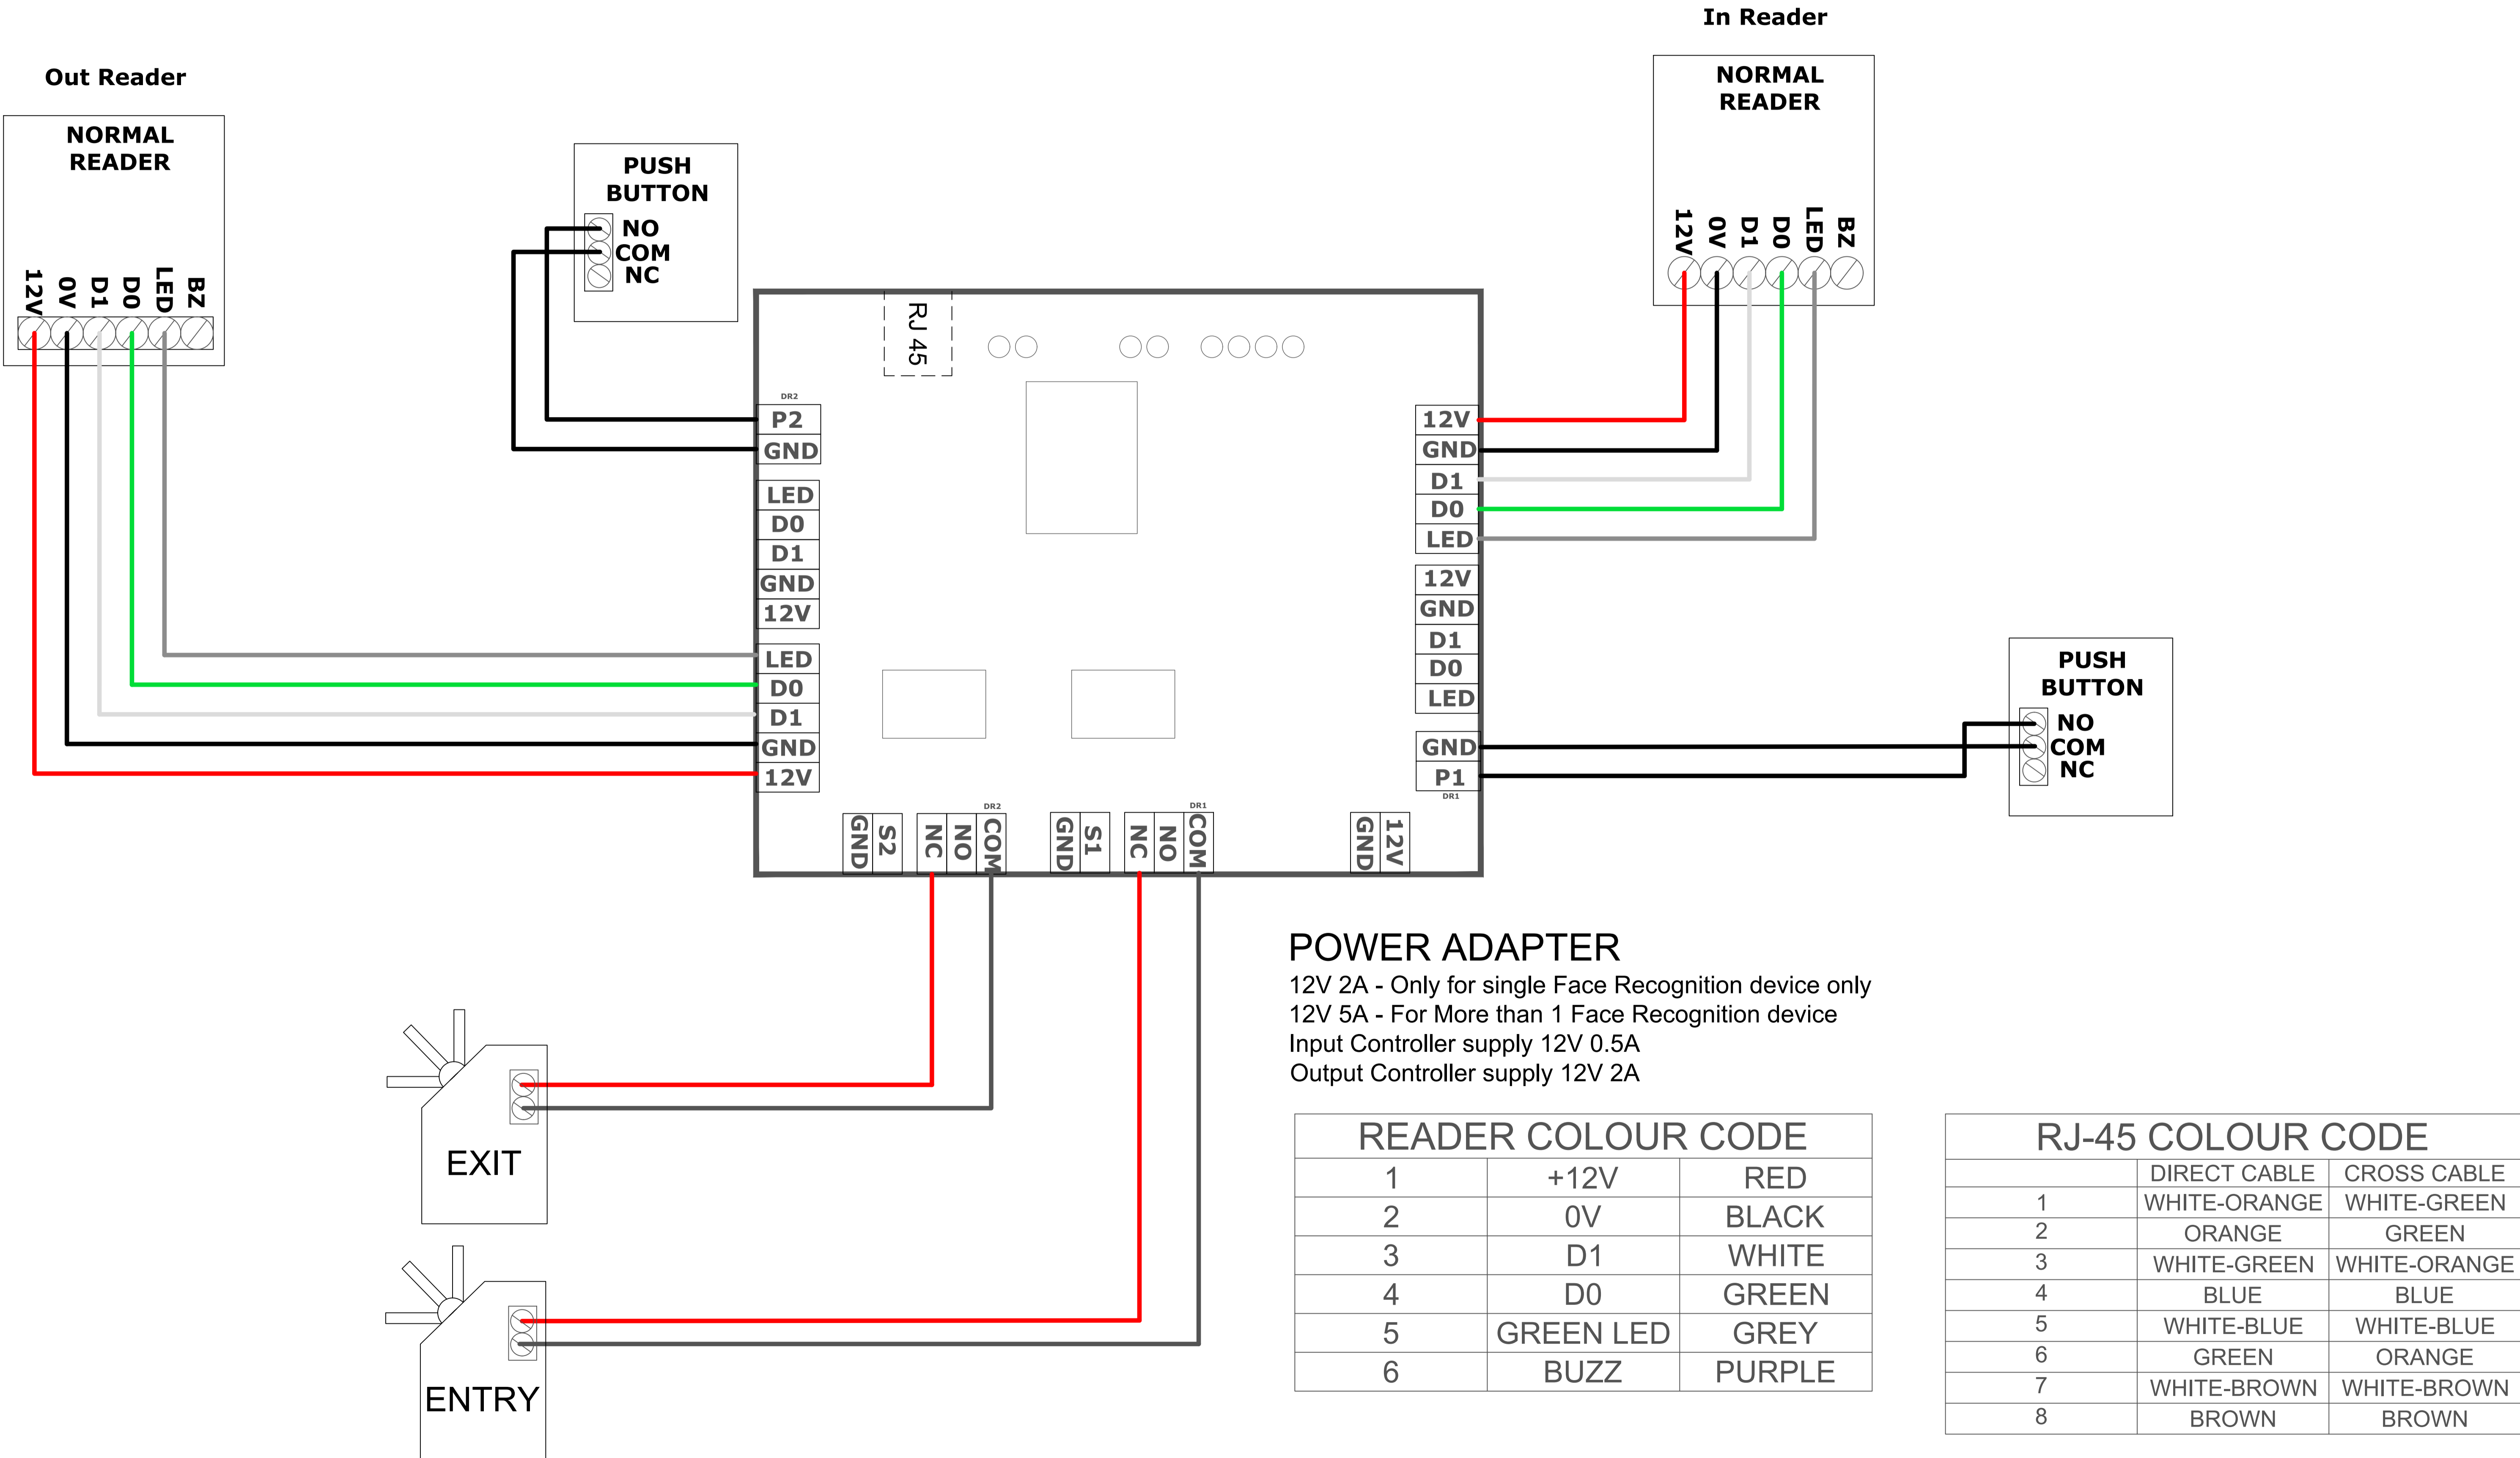 In Reader
NORMAL
READER
12V
0V
D1
D0
LED
BZ
Out Reader
NORMAL
READER
12V
0V
D1
D0
LED
BZ
PUSH
BUTTON
NO
COM
NC
RJ 45
DR2
P2
GND
LED
D0
D1
GND
12V
LED
D0
D1
GND
12V
12V
GND
D1
D0
LED
12V
GND
D1
D0
LED
GND
P1
DR1
PUSH
BUTTON
NO
COM
NC
DR2
DR1
GND
S2
NC
NO
COM
GND
S1
NC
NO
COM
GND
12V
POWER ADAPTER
12V 2A - Only for single Face Recognition device only
12V 5A - For More than 1 Face Recognition device
Input Controller supply 12V 0.5A
Output Controller supply 12V 2A
EXIT
ENTRY
READER COLOUR CODE
1 +12V RED
2 0V BLACK
3 D1 WHITE
4 D0 GREEN
5 GREEN LED GREY
6 BUZZ PURPLE
RJ-45 COLOUR CODE
DIRECT CABLE CROSS CABLE
1 WHITE-ORANGE WHITE-GREEN
2 ORANGE GREEN
3 WHITE-GREEN WHITE-ORANGE
4 BLUE BLUE
5 WHITE-BLUE WHITE-BLUE
6 GREEN ORANGE
7 WHITE-BROWN WHITE-BROWN
8 BROWN BROWN